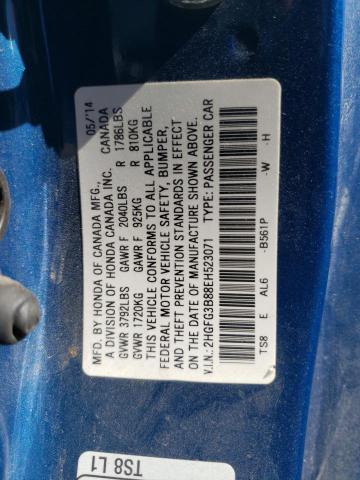 MFD. BY HONDA OF CANADA MFG., 05/'14
A DIVISION OF HONDA CANADA INC. CANADA
GVWR 3792LBS GAWR F 2040LBS R 1786LBS
GVWR 1720KG GAWR F 925KG R 810KG
THIS VEHICLE CONFORMS TO ALL APPLICABLE
FEDERAL MOTOR VEHICLE SAFETY, BUMPER,
AND THEFT PREVENTION STANDARDS IN EFFECT
ON THE DATE OF MANUFACTURE SHOWN ABOVE.
V.I.N.: 2HGFG3B88EH523071 TYPE: PASSENGER CAR
TS8 E AL6 -B561P -W -H
TS8 L1